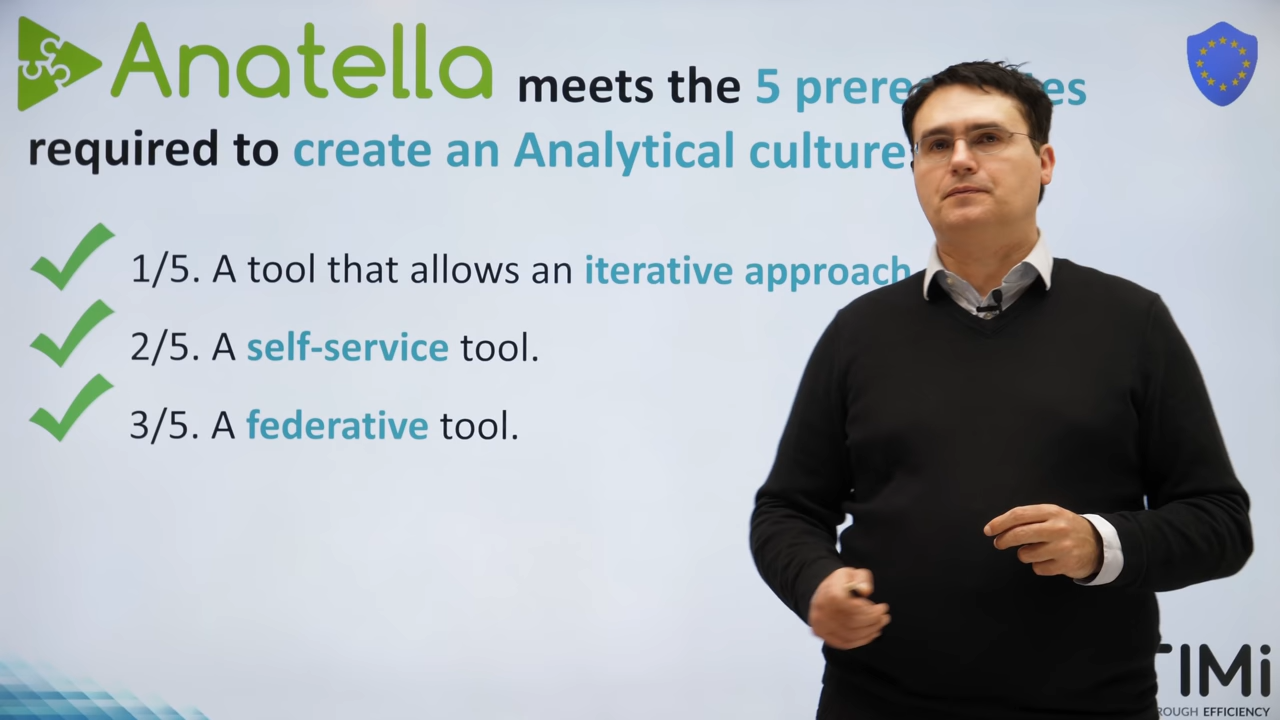 Anatella meets the 5
required to create an Analytical culture:
1/5. A tool that allows an iterative approach
2/5. A self-service tool.
3/5. A federative tool.
TIMi
EFFICIENCY